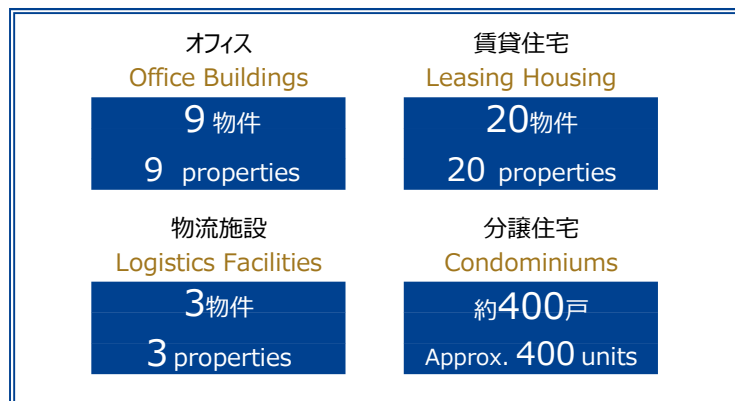 オフィス
Office Buildings
9 物件
9 properties
賃貸住宅
Leasing Housing
20物件
20 properties
物流施設
Logistics Facilities
3物件
3 properties
分譲住宅
Condominiums
約400戸
Approx. 400 units